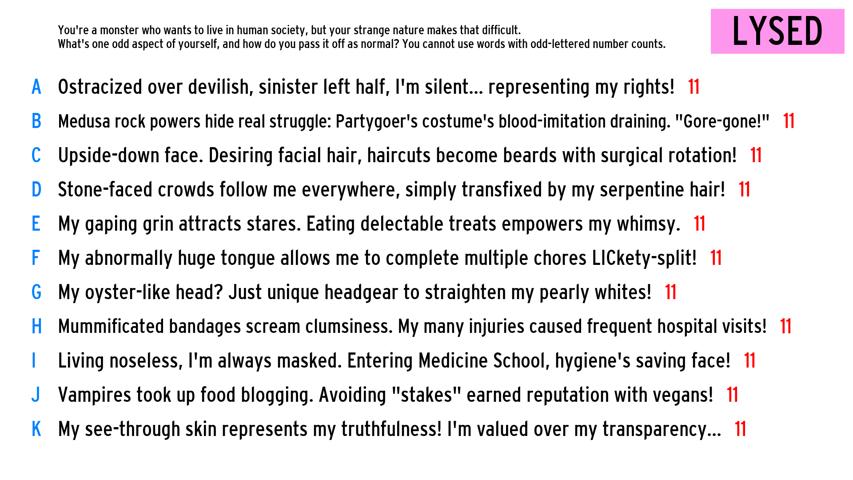 You're a monster who wants to live in human society, but your strange nature makes that difficult.
What's one odd aspect of yourself, and how do you pass it off as normal? You cannot use words with odd-lettered number counts.
LYSED
A Ostracized over devilish, sinister left half, I'm silent... representing my rights! 11
B Medusa rock powers hide real struggle: Partygoer's costume's blood-imitation draining. "Gore-gone!" 11
C Upside-down face. Desiring facial hair, haircuts become beards with surgical rotation! 11
D Stone-faced crowds follow me everywhere, simply transfixed by my serpentine hair! 11
E My gaping grin attracts stares. Eating delectable treats empowers my whimsy. 11
F My abnormally huge tongue allows me to complete multiple chores LICkety-split! 11
G My oyster-like head? Just unique headgear to straighten my pearly whites! 11
H Mummificated bandages scream clumsiness. My many injuries caused frequent hospital visits! 11
I Living noseless, I'm always masked. Entering Medicine School, hygiene's saving face! 11
J Vampires took up food blogging. Avoiding "stakes" earned reputation with vegans! 11
K My see-through skin represents my truthfulness! I'm valued over my transparency... 11